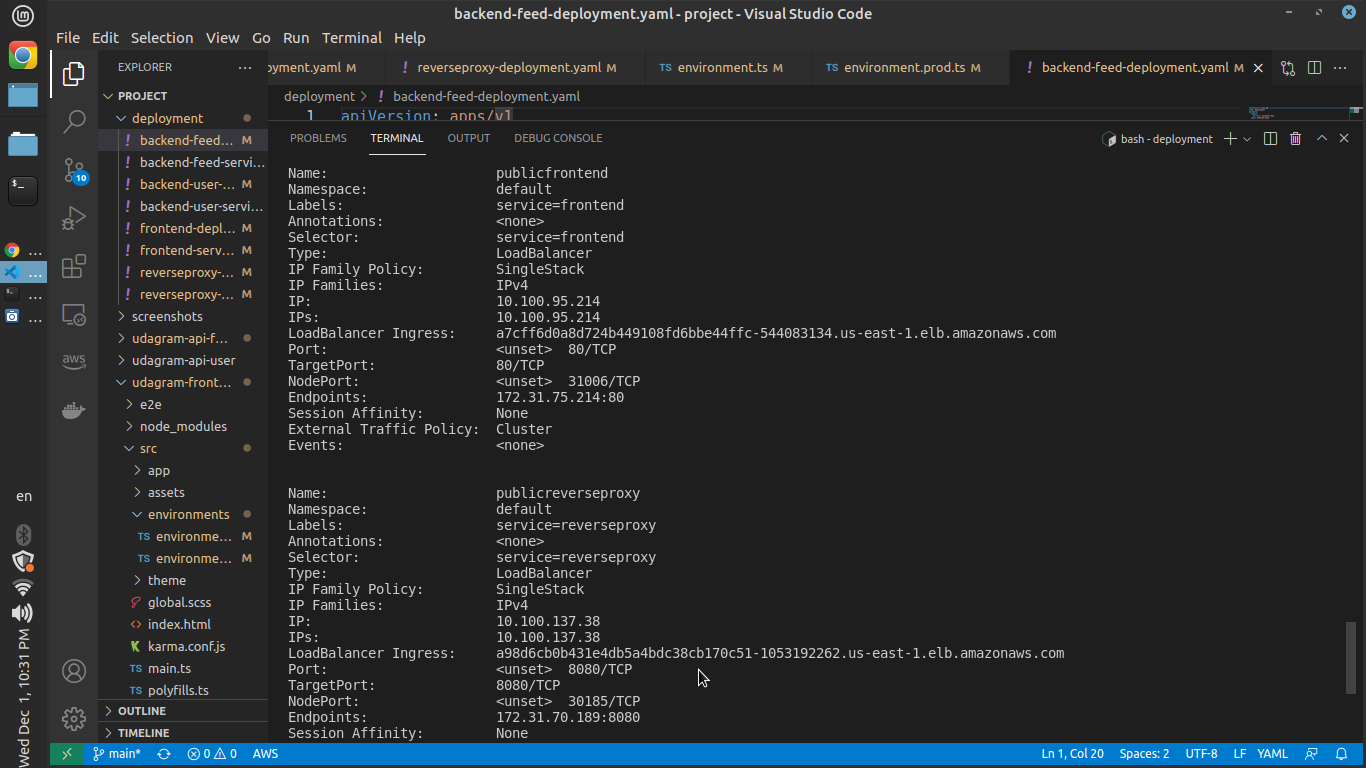 backend-feed-deployment.yaml - project - Visual Studio Code
File Edit Selection View Go Run Terminal Help
EXPLORER ...
oyment.yaml M
! reverseproxy-deployment.yaml M
TS environment.ts M
TS environment.prod.ts M
! backend-feed-deployment.yaml M
PROJECT
deployment
! backend-feed... M
! backend-feed-servi...
! backend-user-... M
! backend-user-servi...
! frontend-depl... M
! frontend-serv... M
! reverseproxy-... M
! reverseproxy-... M
screenshots
udagram-api-f...
udagram-api-user
udagram-front...
e2e
node_modules
src
app
assets
environments
TS environme... M
TS environme... M
theme
global.scss
index.html
karma.conf.js
TS main.ts
TS polyfills.ts
OUTLINE
TIMELINE
10
aws
...
...
...
...
en
Wed Dec 1, 10:31 PM
deployment > ! backend-feed-deployment.yaml
1 apiVersion: apps/v1
PROBLEMS TERMINAL OUTPUT DEBUG CONSOLE
bash - deployment
Name: publicfrontend
Namespace: default
Labels: service=frontend
Annotations: <none>
Selector: service=frontend
Type: LoadBalancer
IP Family Policy: SingleStack
IP Families: IPv4
IP: 10.100.95.214
IPs: 10.100.95.214
LoadBalancer Ingress: a7cff6d0a8d724b449108fd6bbe44ffc-544083134.us-east-1.elb.amazonaws.com
Port: <unset> 80/TCP
TargetPort: 80/TCP
NodePort: <unset> 31006/TCP
Endpoints: 172.31.75.214:80
Session Affinity: None
External Traffic Policy: Cluster
Events: <none>
Name: publicreverseproxy
Namespace: default
Labels: service=reverseproxy
Annotations: <none>
Selector: service=reverseproxy
Type: LoadBalancer
IP Family Policy: SingleStack
IP Families: IPv4
IP: 10.100.137.38
IPs: 10.100.137.38
LoadBalancer Ingress: a98d6cb0b431e4db5a4bdc38cb170c51-1053192262.us-east-1.elb.amazonaws.com
Port: <unset> 8080/TCP
TargetPort: 8080/TCP
NodePort: <unset> 30185/TCP
Endpoints: 172.31.70.189:8080
Session Affinity: None
main* 0 0 AWS
Ln 1, Col 20 Spaces: 2 UTF-8 LF YAML